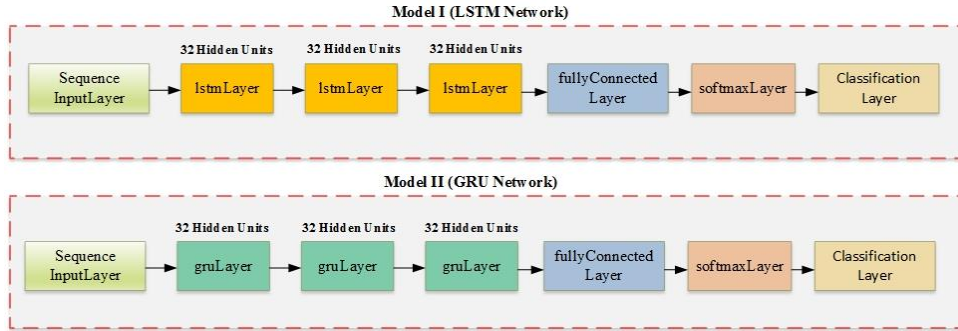 Model I (LSTM Network)
32 Hidden Units 32 Hidden Units 32 Hidden Units
Sequence
InputLayer
lstmLayer
lstmLayer
lstmLayer
fullyConnected
Layer
softmaxLayer
Classification
Layer
Model II (GRU Network)
32 Hidden Units 32 Hidden Units 32 Hidden Units
Sequence
InputLayer
gruLayer
gruLayer
gruLayer
fullyConnected
Layer
softmaxLayer
Classification
Layer